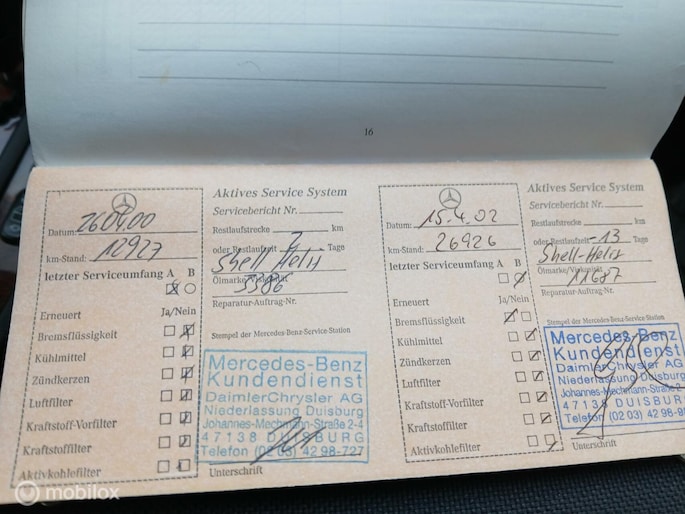 16
Aktives Service System
Datum: 26 04.00
Servicebericht Nr.
Restlaufstrecke km
km-Stand: 12927
oder Restlaufzeit Tage
Shell Helix
letzter Serviceumfang A B
Ölmarke/Viskosität
5386
Reparatur-Auftrag-Nr.
Erneuert Ja/Nein
Bremsflüssigkeit
Stempel der Mercedes-Benz-Service-Station
Kühlmittel
Zündkerzen
Luftfilter
Kraftstoff-Vorfilter
Kraftstoffilter
Aktivkohlefilter
Mercedes-Benz
Kundendienst
DaimlerChrysler AG
Niederlassung Duisburg
Johannes-Mechmann-Straße 2-4
47138 DUISBURG
Telefon (02 03) 42 98-727
Unterschrift
Aktives Service System
Datum: 15.4.02
Servicebericht Nr.
Restlaufstrecke km
km-Stand: 26926
oder Restlaufzeit -13 Tage
Shell-Helix
letzter Serviceumfang A B
Ölmarke/Viskosität
11687
Reparatur-Auftrag-Nr.
Erneuert Ja/Nein
Bremsflüssigkeit
Stempel der Mercedes-Benz-Service-Station
Kühlmittel
Zündkerzen
Luftfilter
Kraftstoff-Vorfilter
Kraftstoffilter
Aktivkohlefilter
Mercedes-Benz
Kundendienst
DaimlerChrysler AG
Niederlassung Duisburg
Johannes-Mechmann-Straße
47138 DUISBURG
Telefon (02 03) 42 98-
Unterschrift
© mobilox